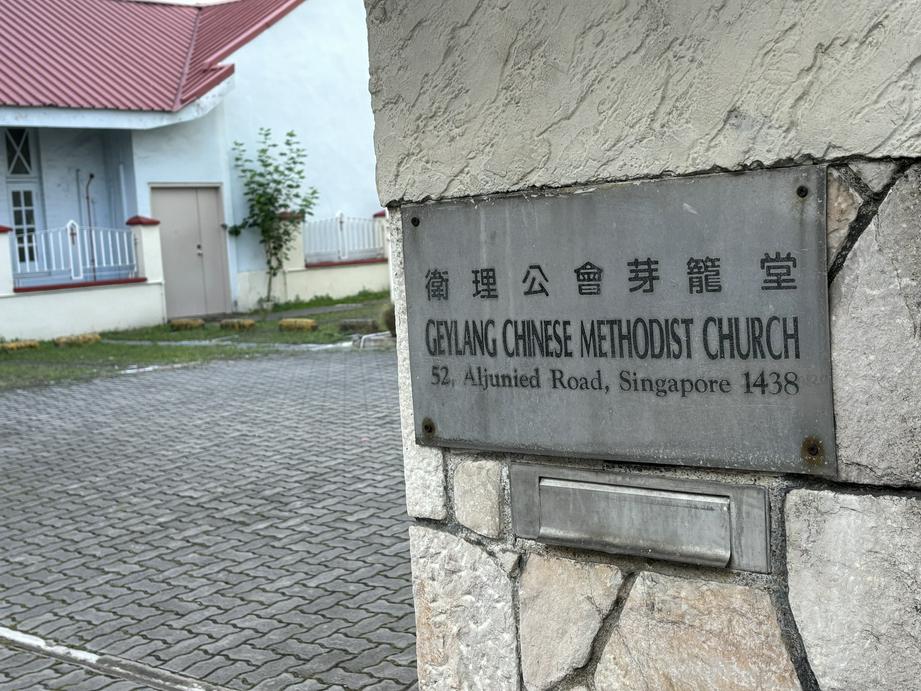 衛理公會芽籠堂
GEYLANG CHINESE METHODIST CHURCH
52, Aljunied Road, Singapore 1438